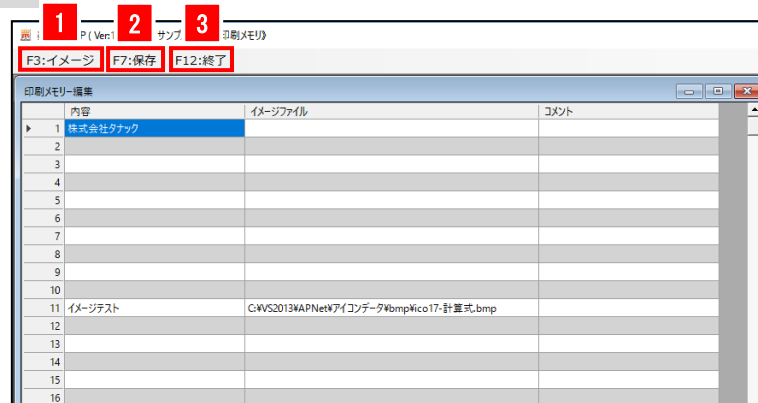 1 2 3
P ( Ver:1 サンプ 印刷メモリ》
F3:イメージ F7:保存 F12:終了
印刷メモリー編集
内容 イメージファイル コメント
1 株式会社タナック
2
3
4
5
6
7
8
9
10
11 イメージテスト C:¥VS2013¥APNet¥アイコンデータ¥bmp¥ico17-計算式.bmp
12
13
14
15
16